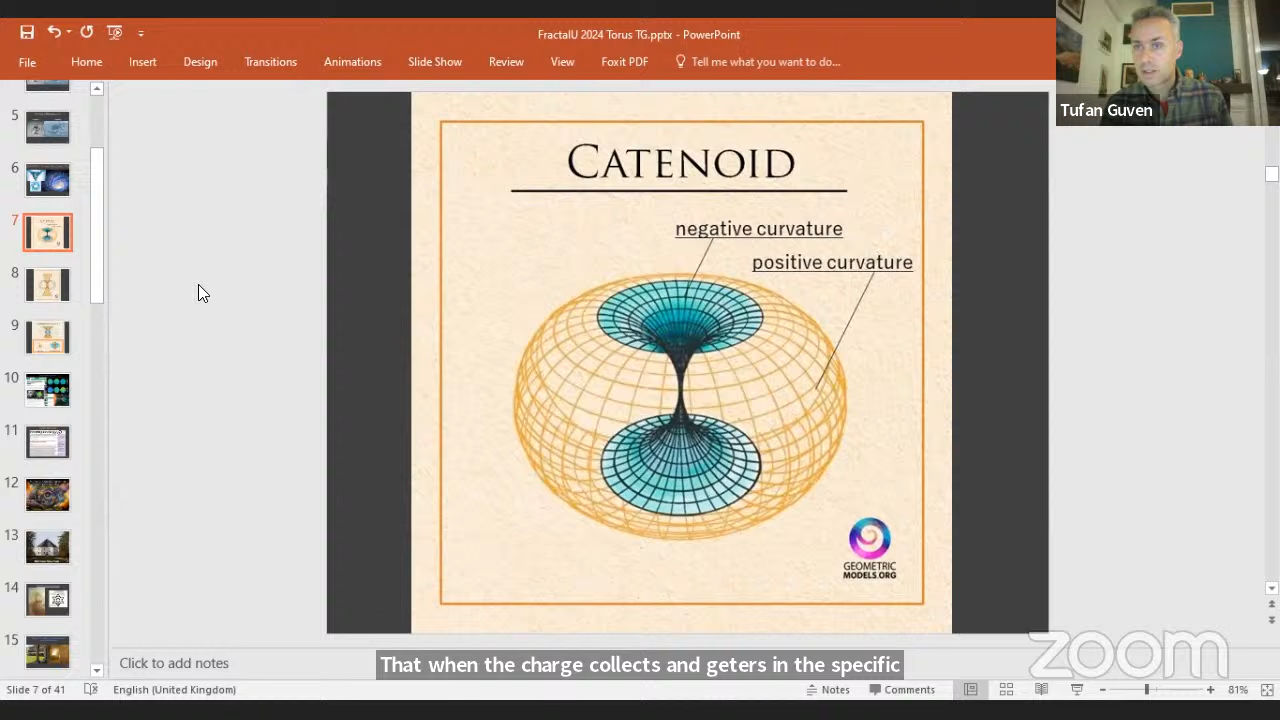 FractalU 2024 Torus TG.pptx - PowerPoint
File Home Insert Design Transitions Animations Slide Show Review View Foxit PDF Tell me what you want to do...
Tufan Guven
5
6
7
8
9
10
11
12
13
14
15
CATENOID
negative curvature
positive curvature
GEOMETRIC
MODELS.ORG
Click to add notes
That when the charge collects and geters in the specific
zoom
Slide 7 of 41 English (United Kingdom) Notes Comments 81%